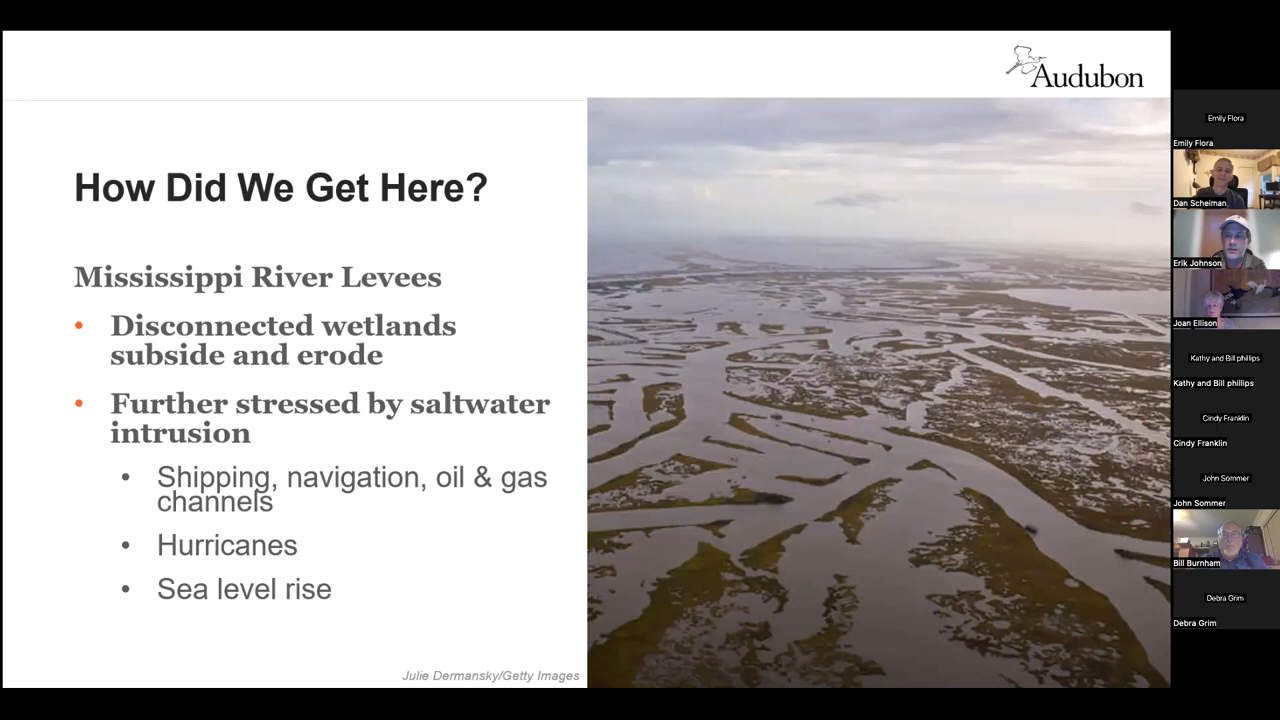 Audubon
How Did We Get Here?
Mississippi River Levees
• Disconnected wetlands
subside and erode
• Further stressed by saltwater
intrusion
• Shipping, navigation, oil & gas
channels
• Hurricanes
• Sea level rise
Julie Dermansky/Getty Images
Emily Flora
Emily Flora
Dan Scheiman
Erik Johnson
Joan Ellison
Kathy and Bill phillips
Kathy and Bill phillips
Cindy Franklin
Cindy Franklin
John Sommer
John Sommer
Bill Burnham
Debra Grim
Debra Grim